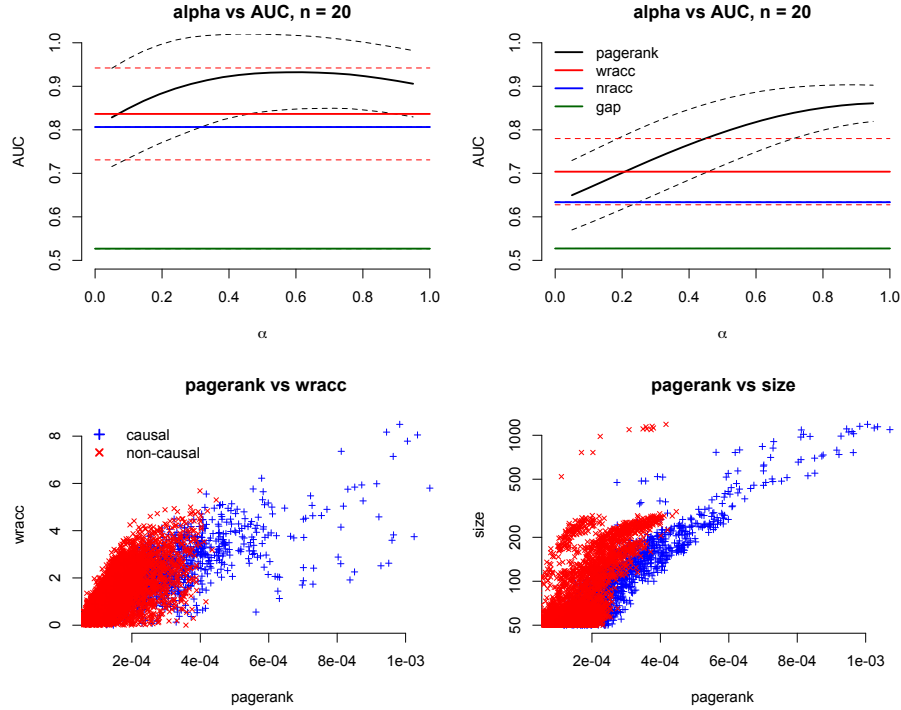 alpha vs AUC, n = 20
AUC
1.0
0.9
0.8
0.7
0.6
0.5
0.0 0.2 0.4 0.6 0.8 1.0
α
alpha vs AUC, n = 20
pagerank
wracc
nracc
gap
AUC
1.0
0.9
0.8
0.7
0.6
0.5
0.0 0.2 0.4 0.6 0.8 1.0
α
pagerank vs wracc
causal
non-causal
wracc
8
6
4
2
0
2e-04 4e-04 6e-04 8e-04 1e-03
pagerank
pagerank vs size
size
1000
500
200
100
50
2e-04 4e-04 6e-04 8e-04 1e-03
pagerank